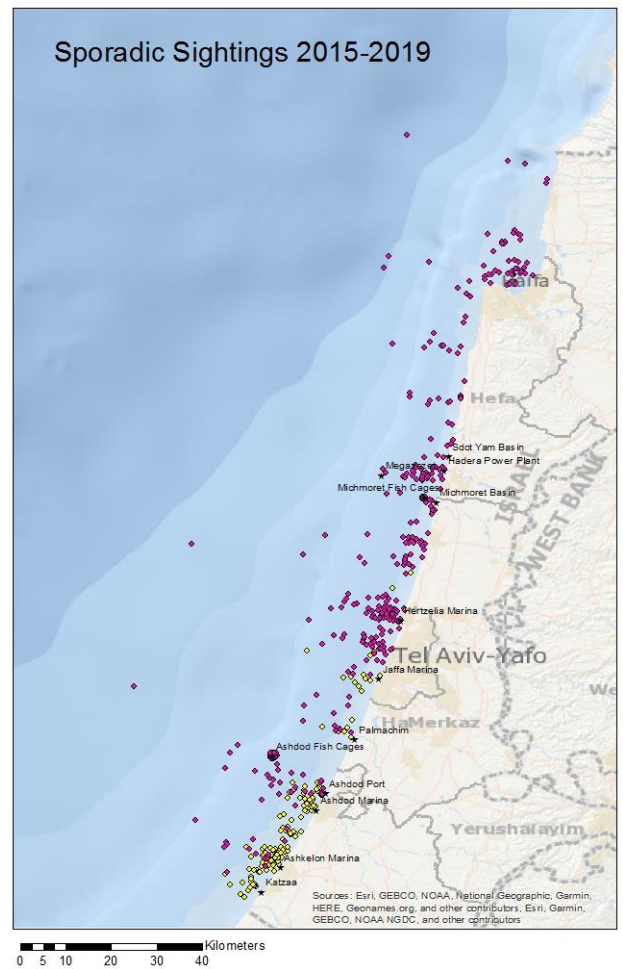 Sporadic Sightings 2015-2019
Haifa
Hefa
Sdot Yam Basin
Hadera Power Plant
Michmoret Fish Cages
Michmoret Basin
ISRAEL
WEST BANK
Hertzelia Marina
Tel Aviv-Yafo
Jaffa Marina
We
HaMerkaz
Palmachim
Ashdod Fish Cages
Ashdod Port
Ashdod Marina
Yerushalayim
Ashkelon Marina
Katzaa
Sources: Esri, GEBCO, NOAA, National Geographic, Garmin,
HERE, Geonames.org, and other contributors, Esri, Garmin,
GEBCO, NOAA NGDC, and other contributors
Kilometers
0 5 10 20 30 40